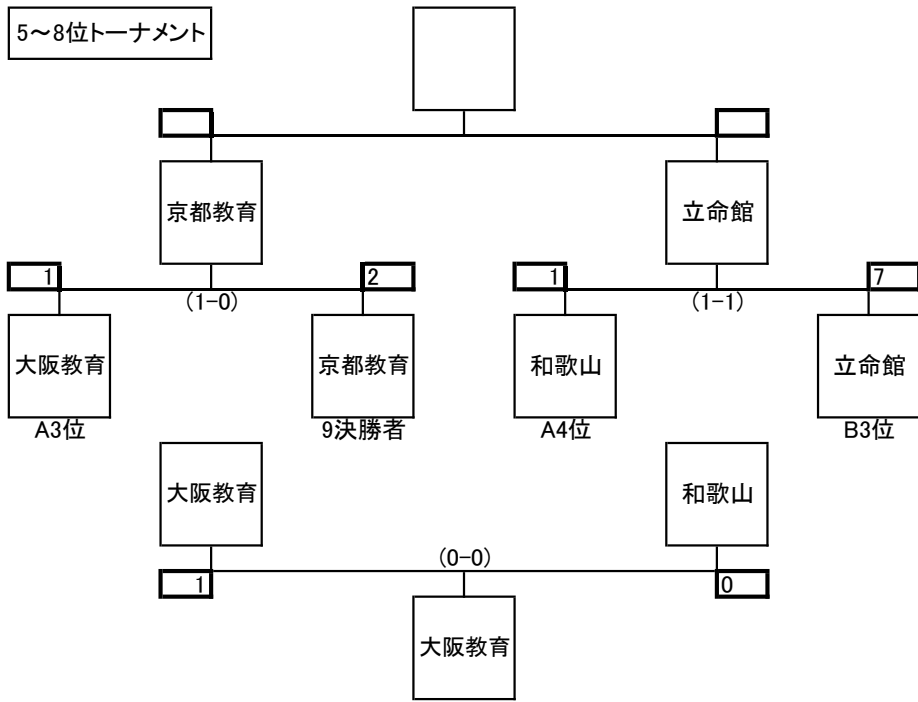 5～8位トーナメント
京都教育
立命館
1
2
1
7
(1-0)
(1-1)
大阪教育
京都教育
和歌山
立命館
A3位
9決勝者
A4位
B3位
大阪教育
和歌山
(0-0)
1
0
大阪教育